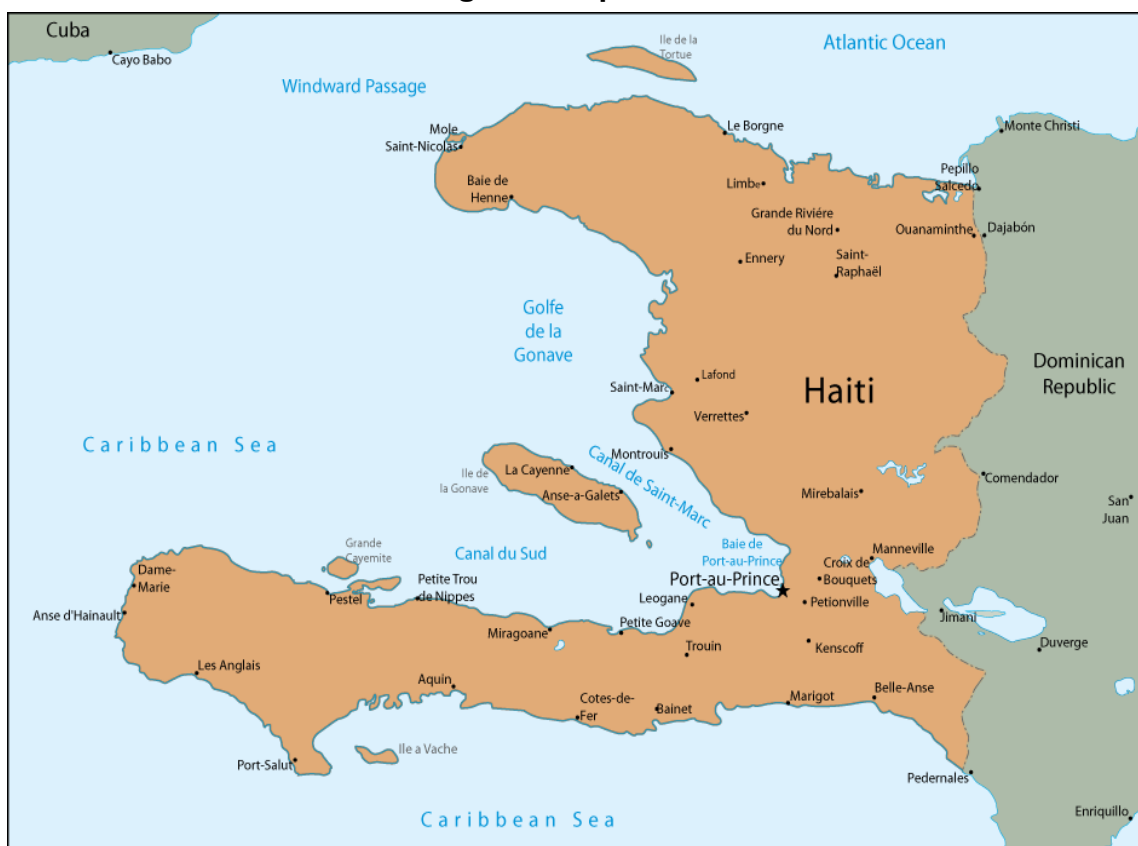 Cuba
Cayo Babo
Ile de la
Tortue
Atlantic Ocean
Windward Passage
Mole
Saint-Nicolas
Le Borgne
Monte Christi
Pepillo
Salcedo
Baie de
Henne
Limbe
Grande Riviére
du Nord
Ouanaminthe
Dajabón
Ennery
Saint-
Raphaël
Golfe
de la
Gonave
Dominican
Republic
Lafond
Saint-Marc
Haiti
Verrettes
Caribbean Sea
Montrouis
Canal de Saint-Marc
La Cayenne
Ile de
la Gonave
Anse-a-Galets
Mirebalais
Comendador
San
Juan
Grande
Cayemite
Canal du Sud
Baie de
Port-au-Prince
Manneville
Croix de
Bouquets
Dame-
Marie
Petite Trou
de Nippes
Port-au-Prince
Pestel
Leogane
Petionville
Anse d'Hainault
Jimani
Miragoane
Petite Goave
Trouin
Kenscoff
Duverge
Les Anglais
Aquin
Cotes-de-
Fer
Bainet
Marigot
Belle-Anse
Port-Salut
Ile a Vache
Pedernales
Caribbean Sea
Enriquillo